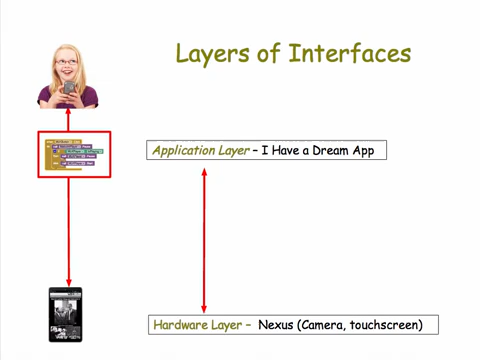 Layers of Interfaces
Application Layer – I Have a Dream App
Hardware Layer – Nexus (Camera, touchscreen)